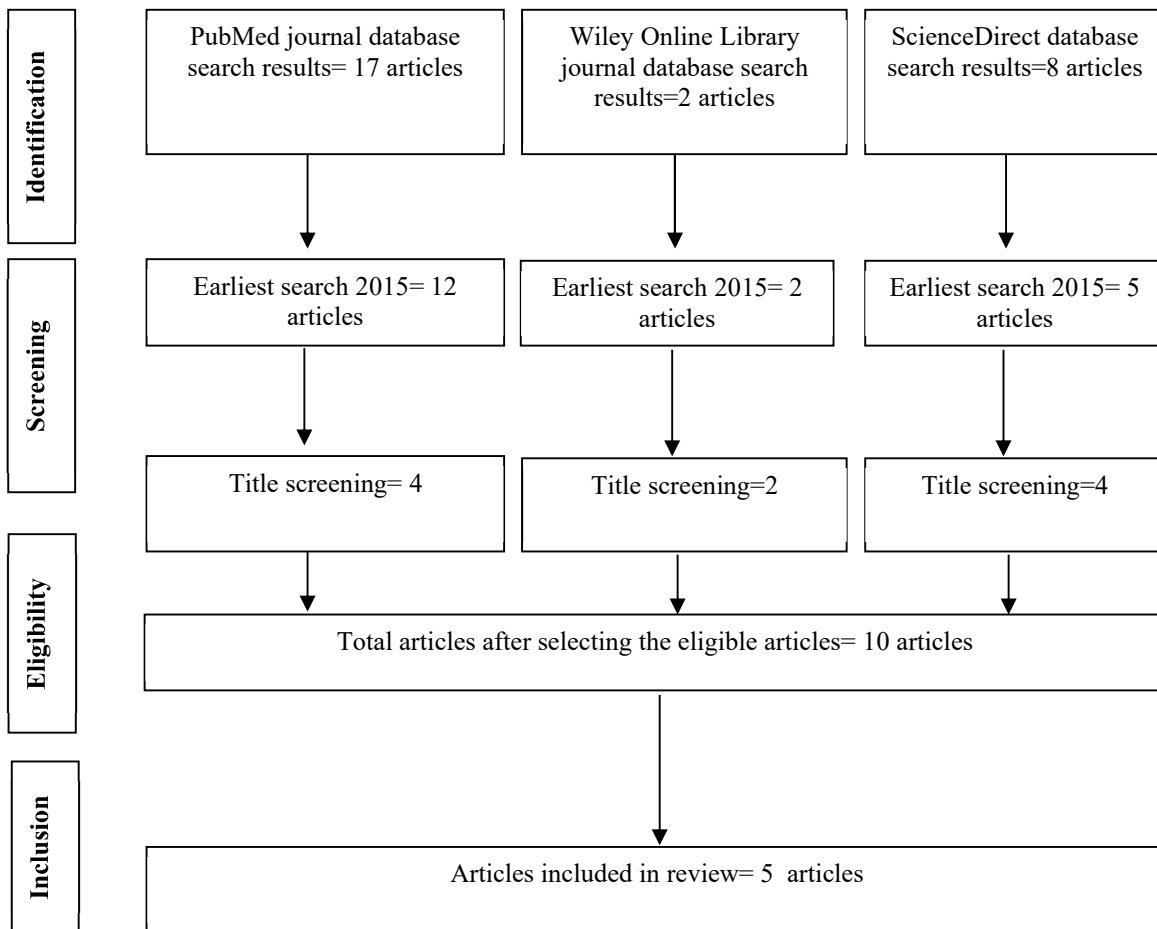 Identification
PubMed journal database
search results= 17 articles
Wiley Online Library
journal database search
results=2 articles
ScienceDirect database
search results=8 articles
Screening
Earliest search 2015= 12
articles
Earliest search 2015= 2
articles
Earliest search 2015= 5
articles
Title screening= 4
Title screening=2
Title screening=4
Eligibility
Total articles after selecting the eligible articles= 10 articles
Inclusion
Articles included in review= 5 articles